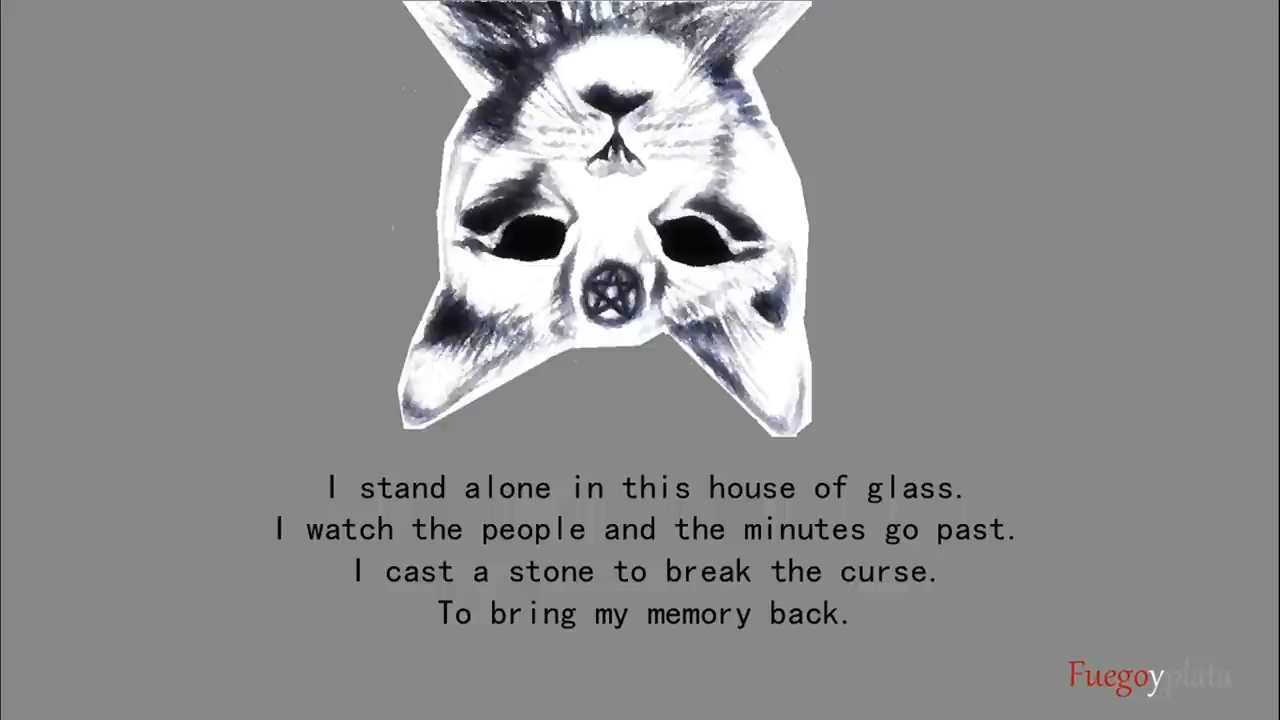 I stand alone in this house of glass.
I watch the people and the minutes go past.
I cast a stone to break the curse.
To bring my memory back.
Fuegoyplata